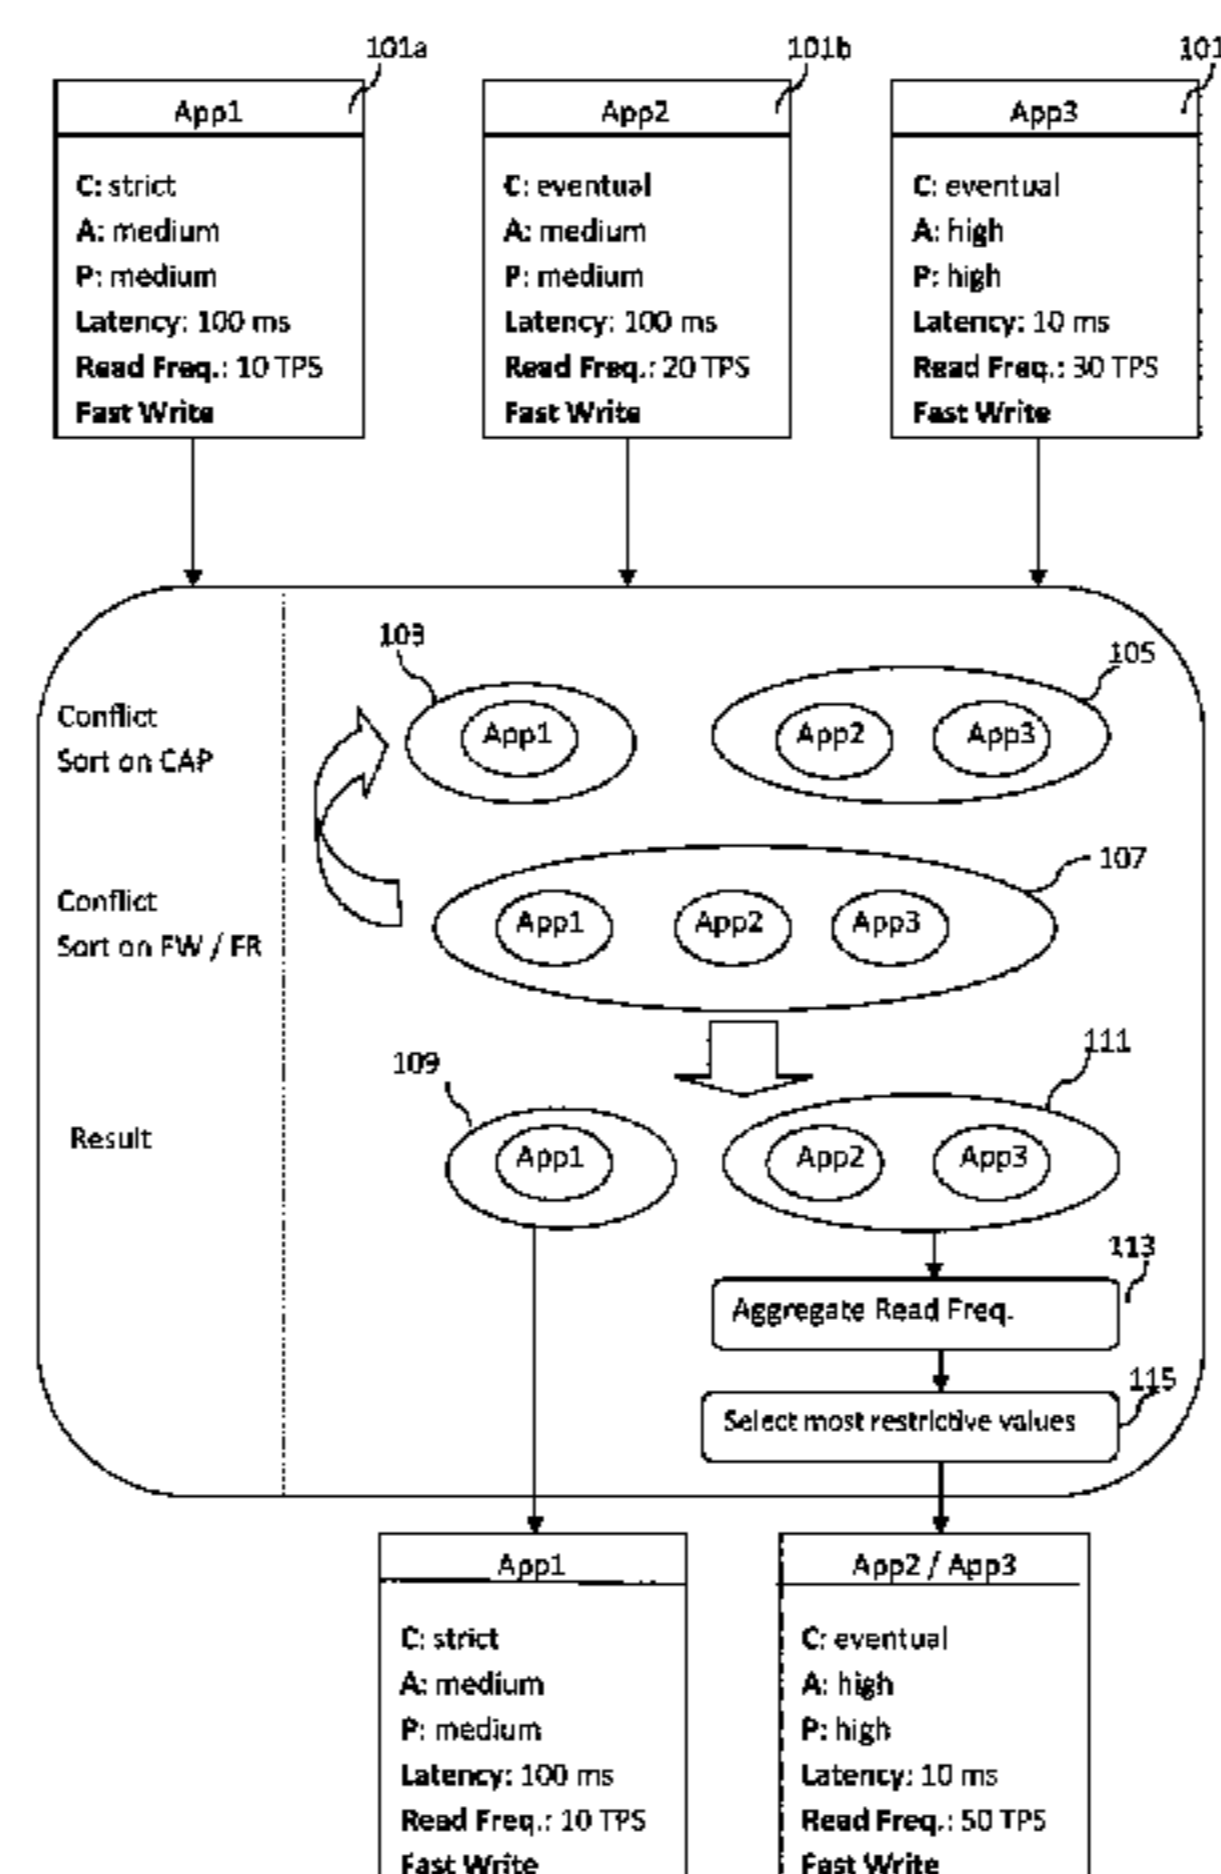 101a
101b
101
App1
App2
App3
C: strict
A: medium
P: medium
Latency: 100 ms
Read Freq.: 10 TPS
Fast Write
C: eventual
A: medium
P: medium
Latency: 100 ms
Read Freq.: 20 TPS
Fast Write
C: eventual
A: high
P: high
Latency: 10 ms
Read Freq.: 30 TPS
Fast Write
Conflict
Sort on CAP
103
105
App1
App2
App3
Conflict
Sort on FW / FR
107
App1
App2
App3
Result
109
111
App1
App2
App3
113
Aggregate Read Freq.
115
Select most restrictive values
App1
C: strict
A: medium
P: medium
Latency: 100 ms
Read Freq.: 10 TPS
Fast Write
App2 / App3
C: eventual
A: high
P: high
Latency: 10 ms
Read Freq.: 50 TPS
Fast Write